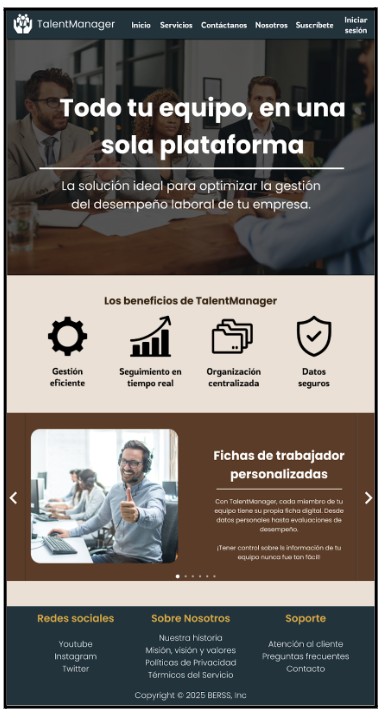 TalentManager
Inicio Servicios Contáctanos Nosotros Suscríbete Iniciar sesión
Todo tu equipo, en una
sola plataforma
La solución ideal para optimizar la gestión
del desempeño laboral de tu empresa.
Los beneficios de TalentManager
Gestión
eficiente
Seguimiento en
tiempo real
Organización
centralizada
Datos
seguros
Fichas de trabajador
personalizadas
Con TalentManager, cada miembro de tu
equipo tiene su propia ficha digital. Desde
datos personales hasta evaluaciones de
desempeño.
¡Tener control sobre la información de tu
equipo nunca fue tan fácil!
Redes sociales
Youtube
Instagram
Twitter
Sobre Nosotros
Nuestra historia
Misión, visión y valores
Políticas de Privacidad
Térmicos del Servicio
Soporte
Atención al cliente
Preguntas frecuentes
Contacto
Copyright © 2025 BERSS, Inc